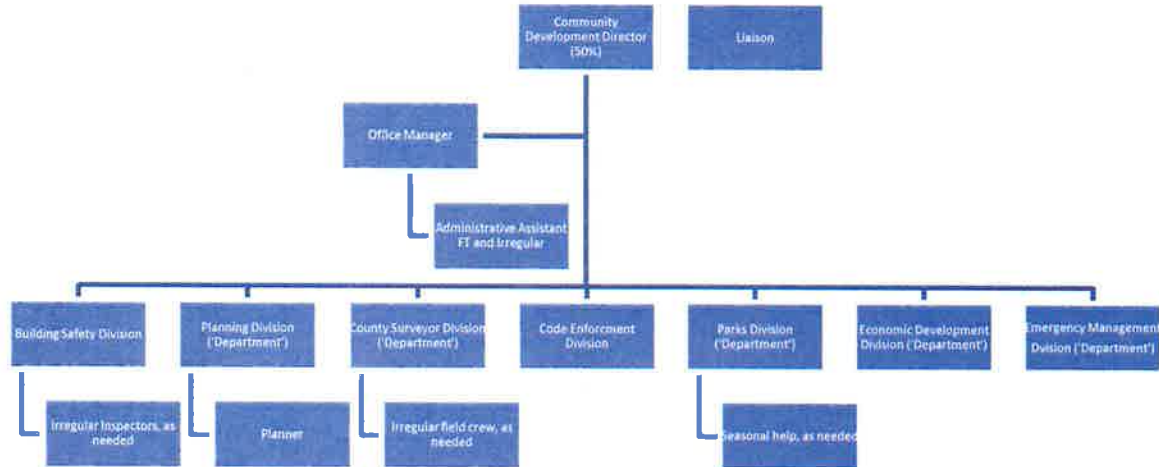 Community
Development Director
(50%)
Liaison
Office Manager
Administrative Assistant
FT and Irregular
Building Safety Division
Planning Division
('Department')
County Surveyor Division
('Department')
Code Enforcment
Division
Parks Division
('Department')
Economic Development
Division ('Department')
Emergency Management
Division ('Department')
Irregular Inspectors, as
needed
Planner
Irregular field crew, as
needed
Seasonal help, as needed